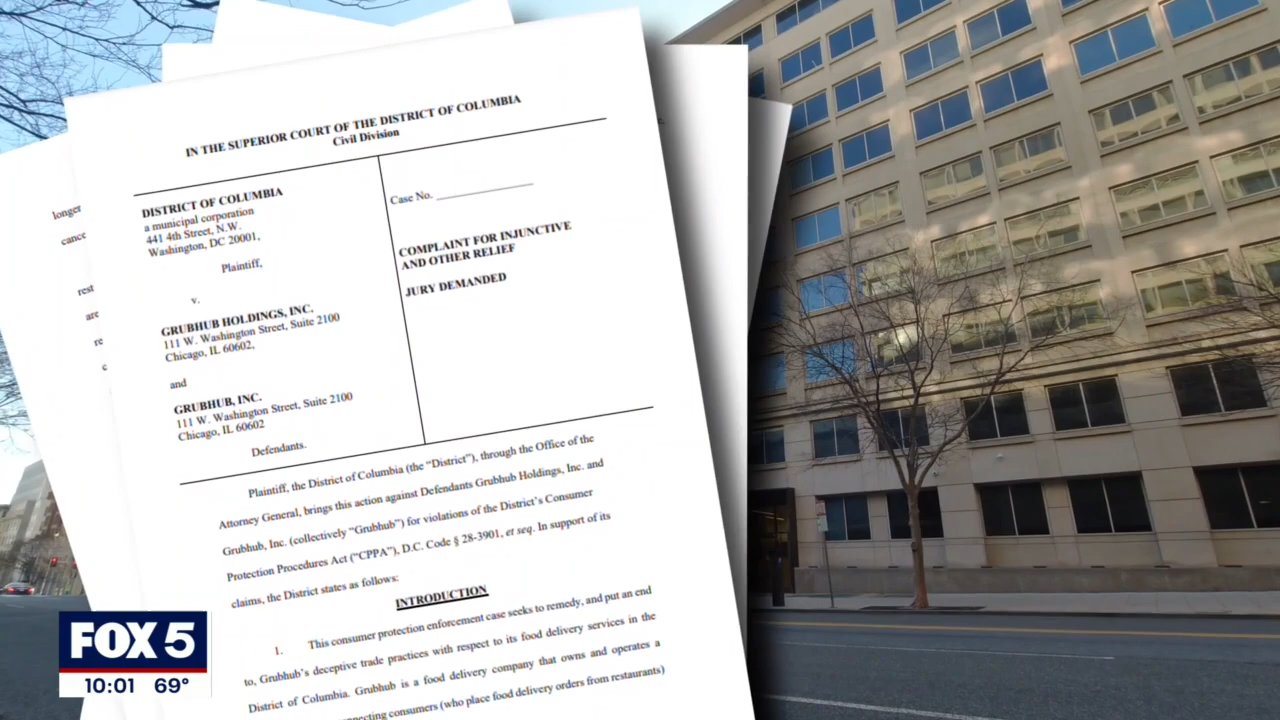 IN THE SUPERIOR COURT OF THE DISTRICT OF COLUMBIA
Civil Division
DISTRICT OF COLUMBIA
a municipal corporation
441 4th Street, N.W.
Washington, DC 20001,
Plaintiff,
v.
GRUBHUB HOLDINGS, INC.
111 W. Washington Street, Suite 2100
Chicago, IL 60602,
and
GRUBHUB, INC.
111 W. Washington Street, Suite 2100
Chicago, IL 60602
Defendants.
Case No.
COMPLAINT FOR INJUNCTIVE
AND OTHER RELIEF
JURY DEMANDED
Plaintiff, the District of Columbia (the “District”), through the Office of the
Attorney General, brings this action against Defendants Grubhub Holdings, Inc. and
Grubhub, Inc. (collectively “Grubhub”) for violations of the District’s Consumer
Protection Procedures Act (“CPPA”), D.C. Code § 28-3901, et seq. In support of its
claims, the District states as follows:
INTRODUCTION
1. This consumer protection enforcement case seeks to remedy, and put an end
to, Grubhub’s deceptive trade practices with respect to its food delivery services in the
District of Columbia. Grubhub is a food delivery company that owns and operates a
consumers (who place food delivery orders from restaurants)
longer
cance
rest
are
re
c
FOX 5
10:01 69°